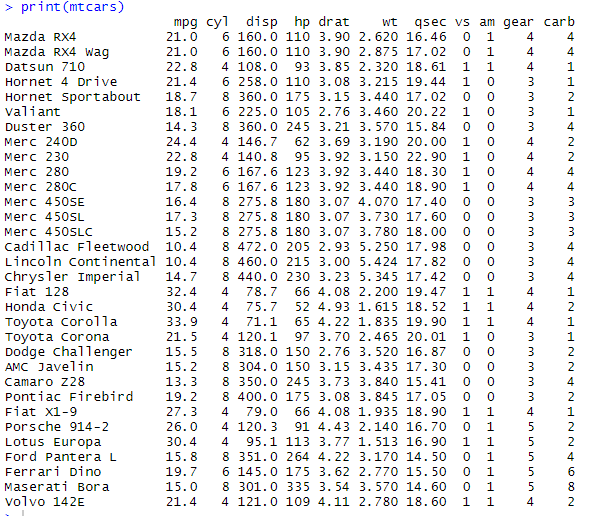 > print(mtcars)
                     mpg cyl  disp  hp drat    wt  qsec vs am gear carb
Mazda RX4           21.0   6 160.0 110 3.90 2.620 16.46  0  1    4    4
Mazda RX4 Wag       21.0   6 160.0 110 3.90 2.875 17.02  0  1    4    4
Datsun 710          22.8   4 108.0  93 3.85 2.320 18.61  1  1    4    1
Hornet 4 Drive      21.4   6 258.0 110 3.08 3.215 19.44  1  0    3    1
Hornet Sportabout   18.7   8 360.0 175 3.15 3.440 17.02  0  0    3    2
Valiant             18.1   6 225.0 105 2.76 3.460 20.22  1  0    3    1
Duster 360          14.3   8 360.0 245 3.21 3.570 15.84  0  0    3    4
Merc 240D           24.4   4 146.7  62 3.69 3.190 20.00  1  0    4    2
Merc 230            22.8   4 140.8  95 3.92 3.150 22.90  1  0    4    2
Merc 280            19.2   6 167.6 123 3.92 3.440 18.30  1  0    4    4
Merc 280C           17.8   6 167.6 123 3.92 3.440 18.90  1  0    4    4
Merc 450SE          16.4   8 275.8 180 3.07 4.070 17.40  0  0    3    3
Merc 450SL          17.3   8 275.8 180 3.07 3.730 17.60  0  0    3    3
Merc 450SLC         15.2   8 275.8 180 3.07 3.780 18.00  0  0    3    3
Cadillac Fleetwood  10.4   8 472.0 205 2.93 5.250 17.98  0  0    3    4
Lincoln Continental 10.4   8 460.0 215 3.00 5.424 17.82  0  0    3    4
Chrysler Imperial   14.7   8 440.0 230 3.23 5.345 17.42  0  0    3    4
Fiat 128            32.4   4  78.7  66 4.08 2.200 19.47  1  1    4    1
Honda Civic         30.4   4  75.7  52 4.93 1.615 18.52  1  1    4    2
Toyota Corolla      33.9   4  71.1  65 4.22 1.835 19.90  1  1    4    1
Toyota Corona       21.5   4 120.1  97 3.70 2.465 20.01  1  0    3    1
Dodge Challenger    15.5   8 318.0 150 2.76 3.520 16.87  0  0    3    2
AMC Javelin         15.2   8 304.0 150 3.15 3.435 17.30  0  0    3    2
Camaro Z28          13.3   8 350.0 245 3.73 3.840 15.41  0  0    3    4
Pontiac Firebird    19.2   8 400.0 175 3.08 3.845 17.05  0  0    3    2
Fiat X1-9           27.3   4  79.0  66 4.08 1.935 18.90  1  1    4    1
Porsche 914-2       26.0   4 120.3  91 4.43 2.140 16.70  0  1    5    2
Lotus Europa        30.4   4  95.1 113 3.77 1.513 16.90  1  1    5    2
Ford Pantera L      15.8   8 351.0 264 4.22 3.170 14.50  0  1    5    4
Ferrari Dino        19.7   6 145.0 175 3.62 2.770 15.50  0  1    5    6
Maserati Bora       15.0   8 301.0 335 3.54 3.570 14.60  0  1    5    8
Volvo 142E          21.4   4 121.0 109 4.11 2.780 18.60  1  1    4    2
>